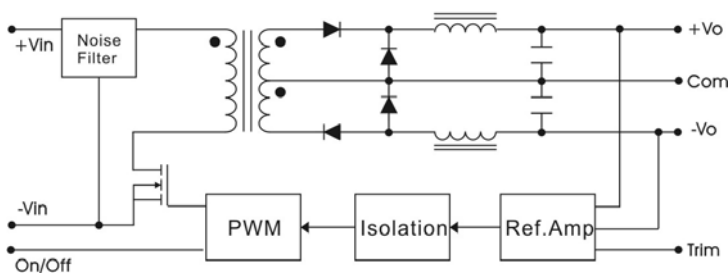 +Vin
Noise
Filter
+Vo
Com
-Vo
-Vin
PWM
Isolation
Ref.Amp
On/Off
Trim